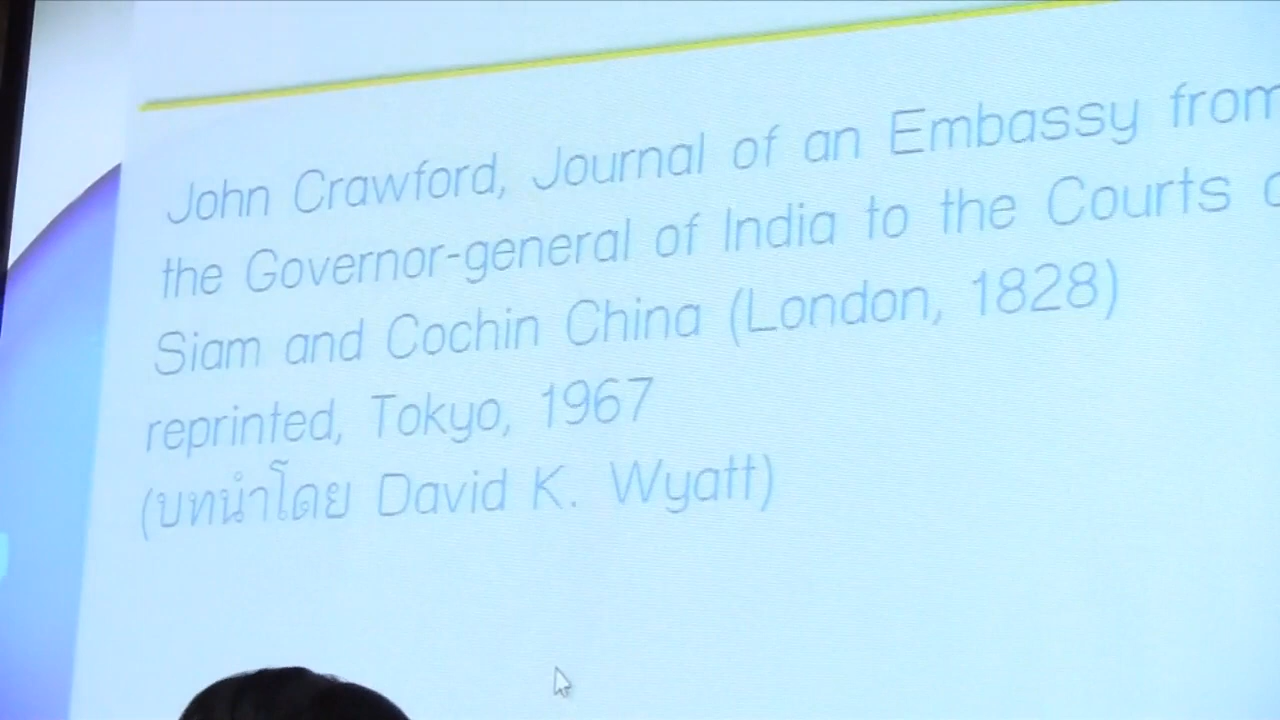 John Crawford, Journal of an Embassy from
the Governor-general of India to the Courts
Siam and Cochin China (London, 1828)
reprinted, Tokyo, 1967
(บทนำโดย David K. Wyatt)